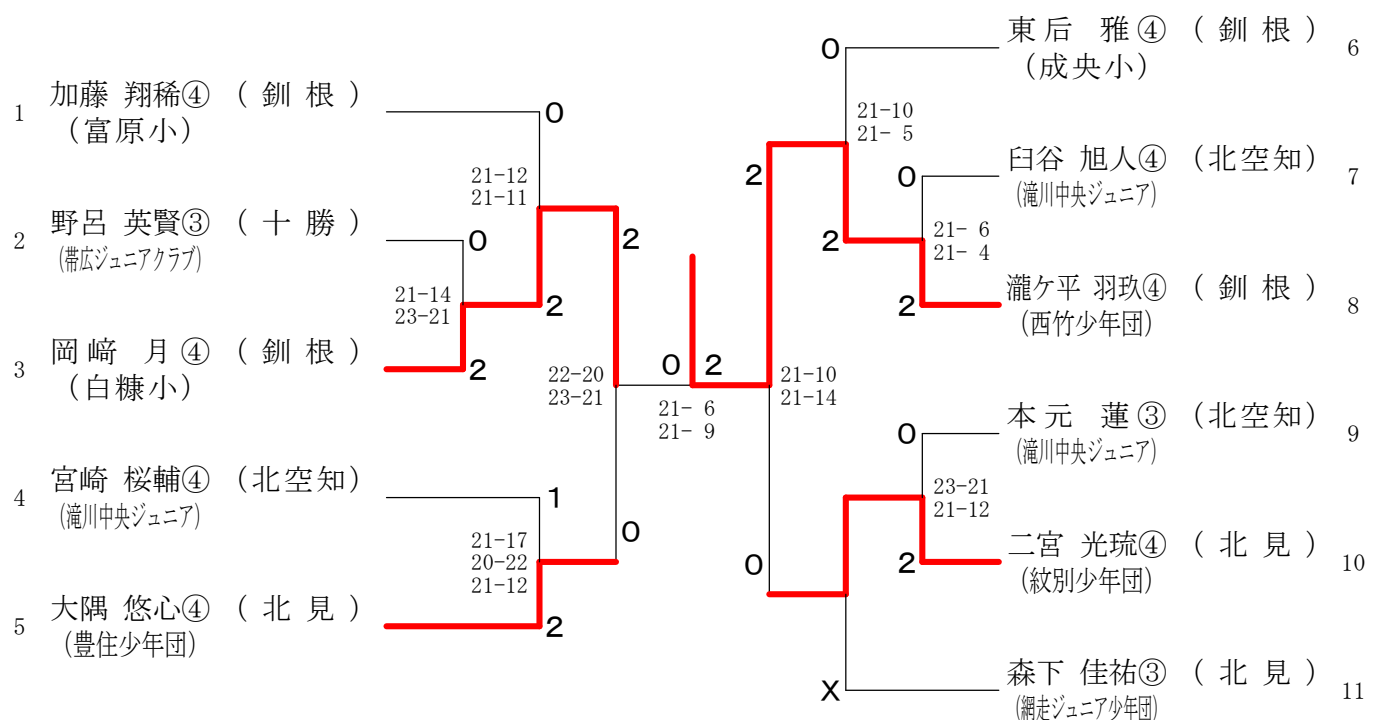 1 加藤 翔稀④ (釧根)
(富原小)
0
21-12
21-11
2 野呂 英賢③ (十勝)
(帯広ジュニアクラブ)
0
2
21-14
23-21
2
3 岡﨑 月④ (釧根)
(白糠小)
2
22-20
23-21
4 宮崎 桜輔④ (北空知)
(滝川中央ジュニア)
1
21-17
20-22
21-12
0
5 大隅 悠心④ (北見)
(豊住少年団)
2
0 2
21- 6
21- 9
東后 雅④ (釧根) 6
(成央小)
0
21-10
21- 5
臼谷 旭人④ (北空知) 7
(滝川中央ジュニア)
0
2
21- 6
21- 4
2
瀧ケ平 羽玖④ (釧根) 8
(西竹少年団)
2
21-10
21-14
本元 蓮③ (北空知) 9
(滝川中央ジュニア)
0
23-21
21-12
二宮 光琉④ (北見) 10
(紋別少年団)
2
0
森下 佳祐③ (北見) 11
(網走ジュニア少年団)
X